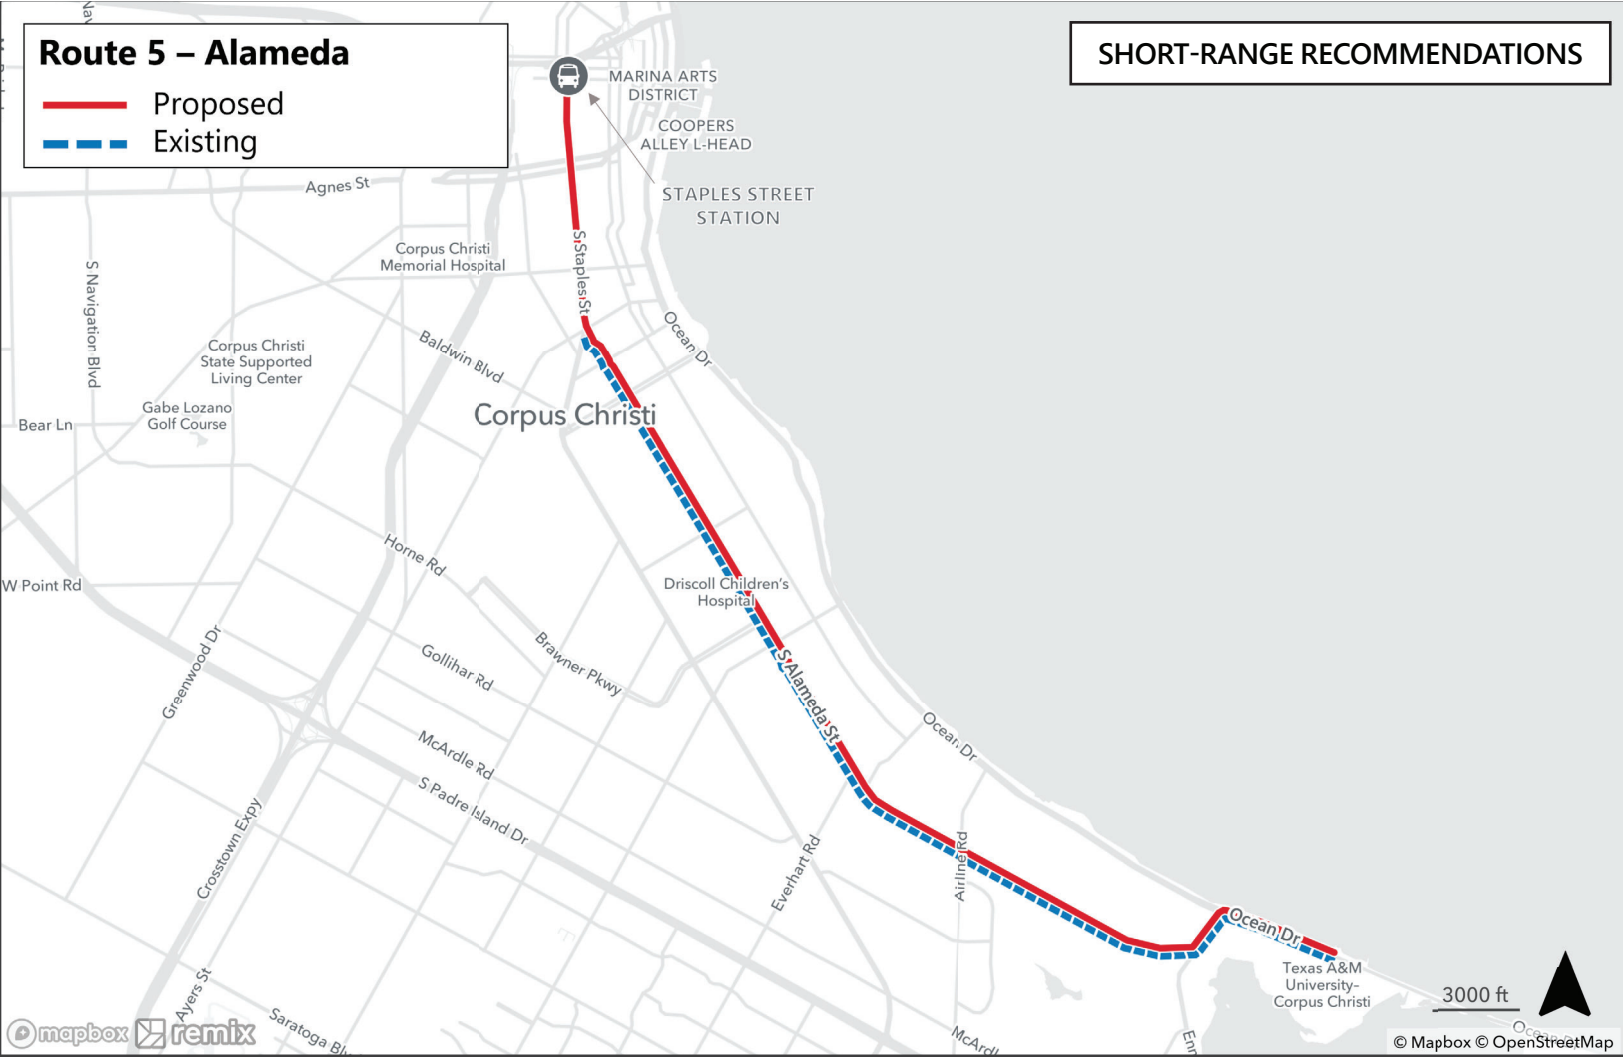 Route 5 – Alameda
Proposed
Existing
SHORT-RANGE RECOMMENDATIONS
MARINA ARTS
DISTRICT
COOPERS
ALLEY L-HEAD
STAPLES STREET
STATION
Agnes St
Corpus Christi
Memorial Hospital
S Staples St
S Navigation Blvd
Ocean Dr
Baldwin Blvd
Corpus Christi
State Supported
Living Center
Gabe Lozano
Golf Course
Bear Ln
Corpus Christi
Horne Rd
W Point Rd
Driscoll Children's
Hospital
Greenwood Dr
Gollihar Rd
Brawner Pkwy
S Alameda St
Ocean Dr
McArdle Rd
S Padre Island Dr
Crosstown Expy
Everhart Rd
Airline Rd
Ocean Dr
Texas A&M
University-
Corpus Christi
Ayers St
Saratoga Blv
McArdl
Enn
3000 ft
Ocean Dr
mapbox remix
© Mapbox © OpenStreetMap